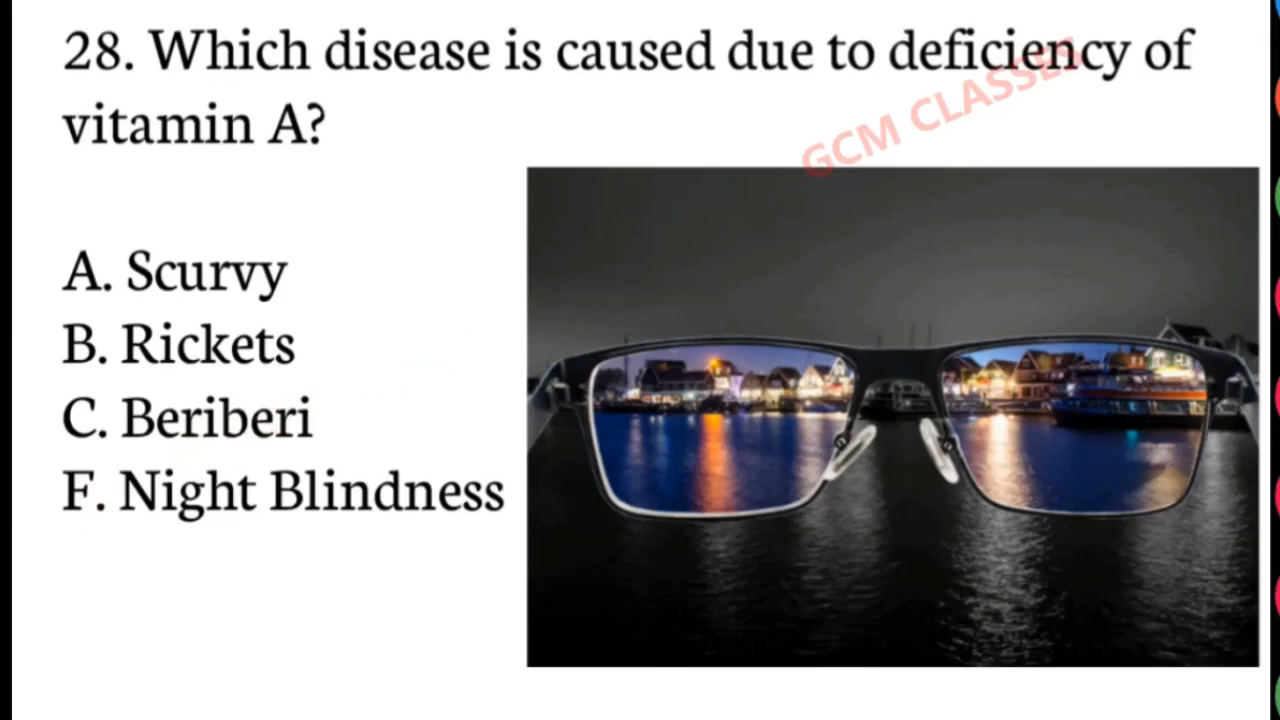 28. Which disease is caused due to deficiency of
vitamin A?
GCM CLASSES
A. Scurvy
B. Rickets
C. Beriberi
F. Night Blindness